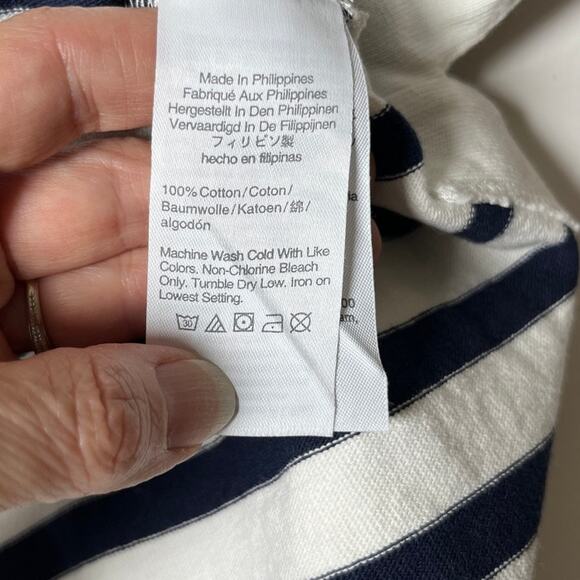 Made In Philippines
Fabriqué Aux Philippines
Hergestellt In Den Philippinen
Vervaardigd In De Filippijnen
フィリピン製
hecho en filipinas
100% Cotton/Coton/
Baumwolle/Katoen/綿/
algodón
Machine Wash Cold With Like
Colors. Non-Chlorine Bleach
Only. Tumble Dry Low. Iron on
Lowest Setting.
30